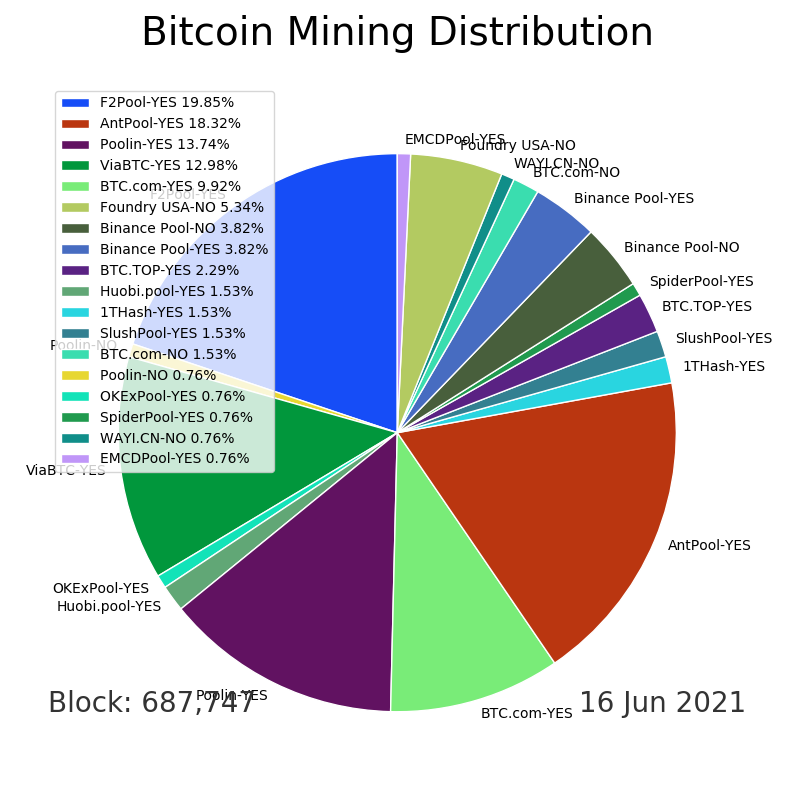 Bitcoin Mining Distribution
F2Pool-YES 19.85%
AntPool-YES 18.32%
Poolin-YES 13.74%
ViaBTC-YES 12.98%
BTC.com-YES 9.92%
Foundry USA-NO 5.34%
Binance Pool-NO 3.82%
Binance Pool-YES 3.82%
BTC.TOP-YES 2.29%
Huobi.pool-YES 1.53%
1THash-YES 1.53%
SlushPool-YES 1.53%
BTC.com-NO 1.53%
Poolin-NO 0.76%
OKExPool-YES 0.76%
SpiderPool-YES 0.76%
WAYI.CN-NO 0.76%
EMCDPool-YES 0.76%
EMCDPool-YES
Foundry USA-NO
WAYI.CN-NO
BTC.com-NO
Binance Pool-YES
Binance Pool-NO
SpiderPool-YES
BTC.TOP-YES
SlushPool-YES
1THash-YES
AntPool-YES
BTC.com-YES
Poolin-YES
Huobi.pool-YES
OKExPool-YES
ViaBTC-YES
Poolin-NO
F2Pool-YES
Block: 687,747
16 Jun 2021